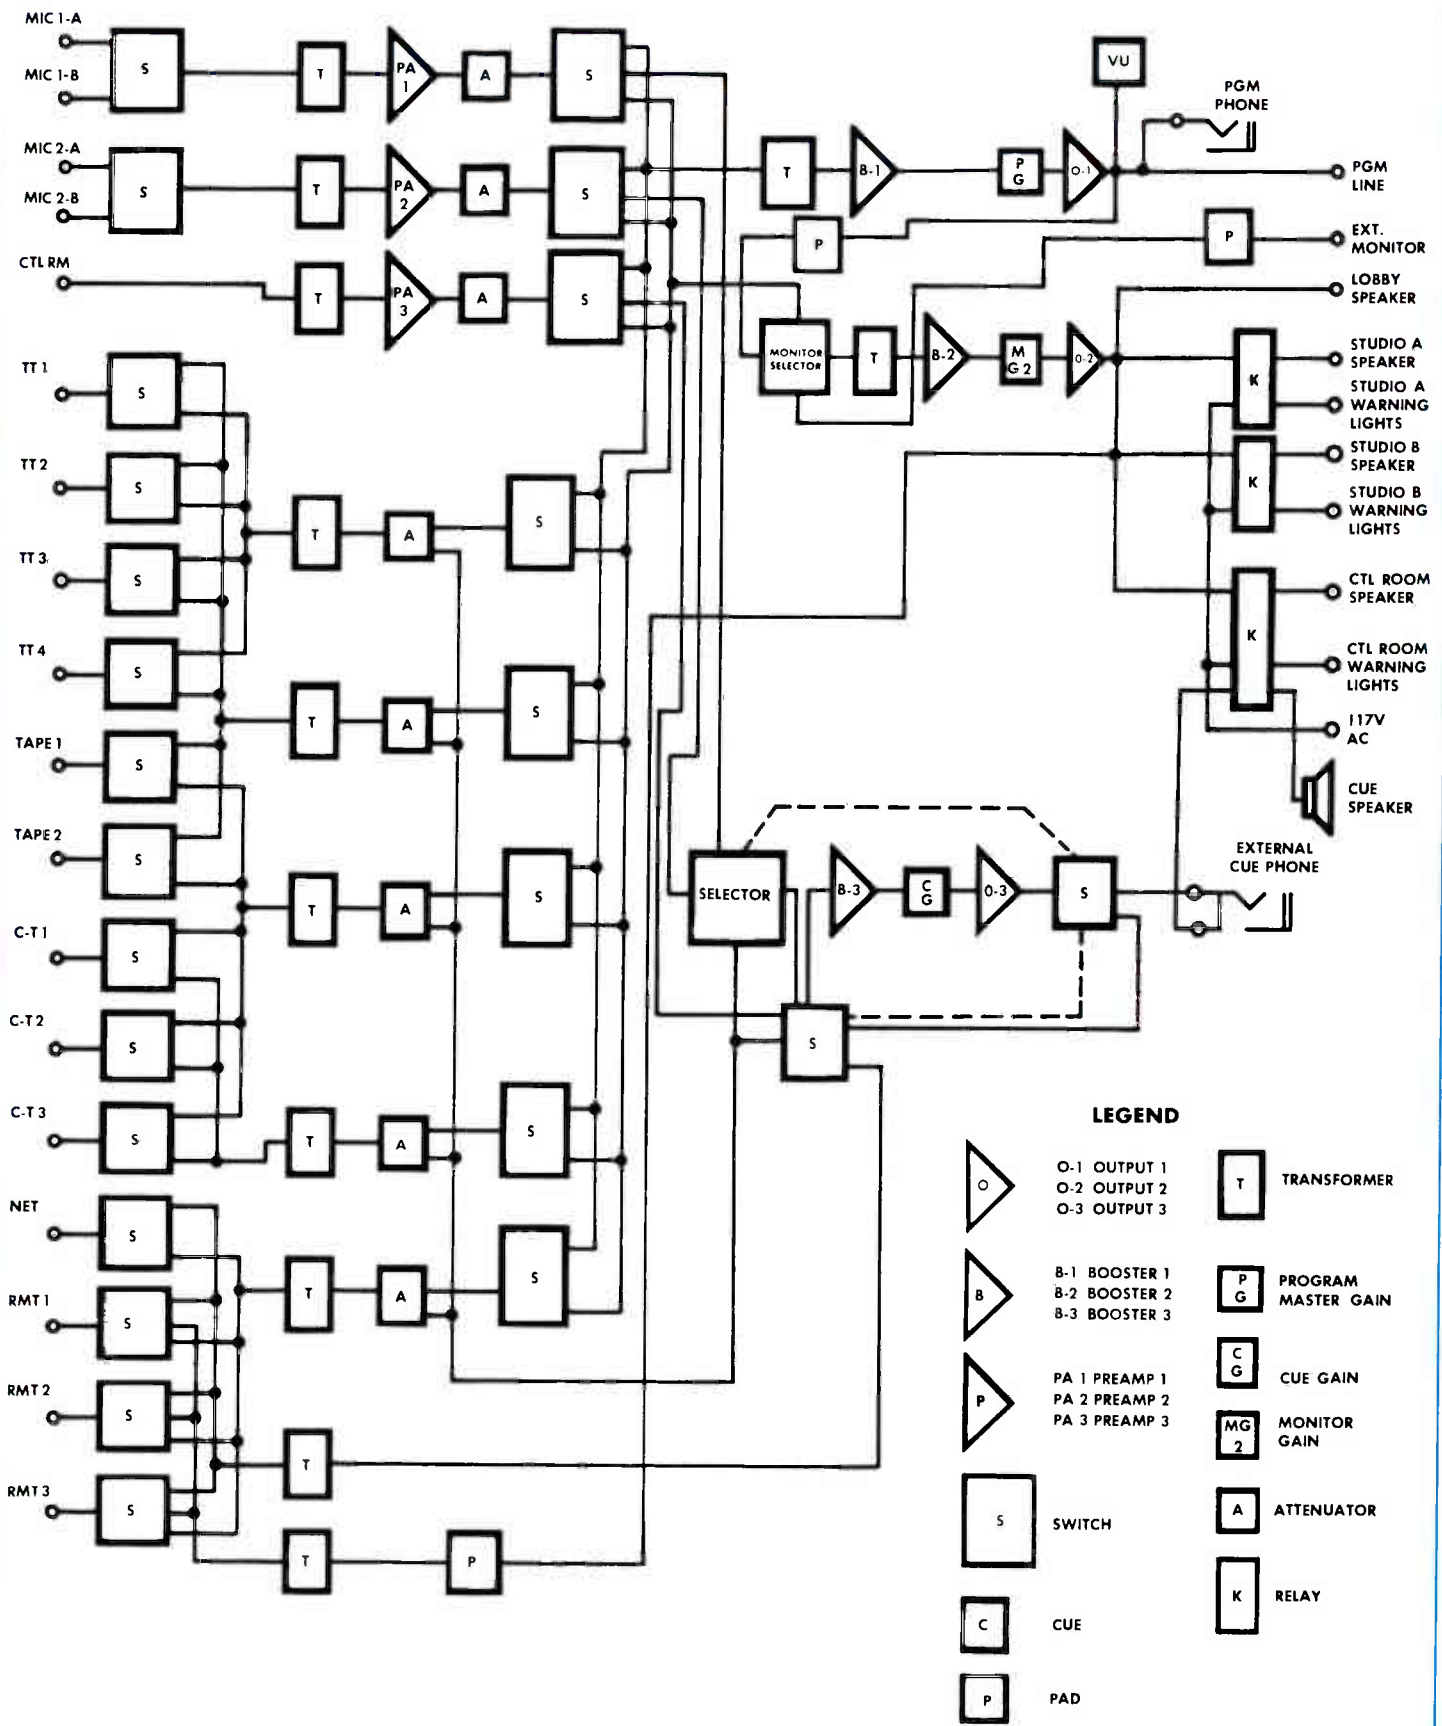 MIC 1-A
S
T
PA
1
A
S
MIC 1-B
MIC 2-A
S
T
PA
2
A
S
MIC 2-B
CTL RM
T
PA
3
A
S
VU
PGM
PHONE
T
B-1
P
G
O-1
PGM
LINE
P
P
EXT.
MONITOR
LOBBY
SPEAKER
MONITOR
SELECTOR
T
B-2
M
G2
O-2
K
STUDIO A
SPEAKER
STUDIO A
WARNING
LIGHTS
K
STUDIO B
SPEAKER
STUDIO B
WARNING
LIGHTS
K
CTL ROOM
SPEAKER
CTL ROOM
WARNING
LIGHTS
117V
AC
CUE
SPEAKER
EXTERNAL
CUE PHONE
TT 1
S
TT 2
S
TT 3
S
T
A
S
TT 4
S
T
A
S
TAPE 1
S
TAPE 2
S
T
A
S
C-T 1
S
C-T 2
S
C-T 3
S
T
A
S
NET
S
T
A
S
RMT 1
S
RMT 2
S
T
RMT 3
S
T
P
SELECTOR
B-3
C
G
O-3
S
S
LEGEND
O
O-1 OUTPUT 1
O-2 OUTPUT 2
O-3 OUTPUT 3
T
TRANSFORMER
B
B-1 BOOSTER 1
B-2 BOOSTER 2
B-3 BOOSTER 3
P
G
PROGRAM
MASTER GAIN
C
G
CUE GAIN
P
PA 1 PREAMP 1
PA 2 PREAMP 2
PA 3 PREAMP 3
MG
2
MONITOR
GAIN
S
SWITCH
A
ATTENUATOR
C
CUE
K
RELAY
P
PAD